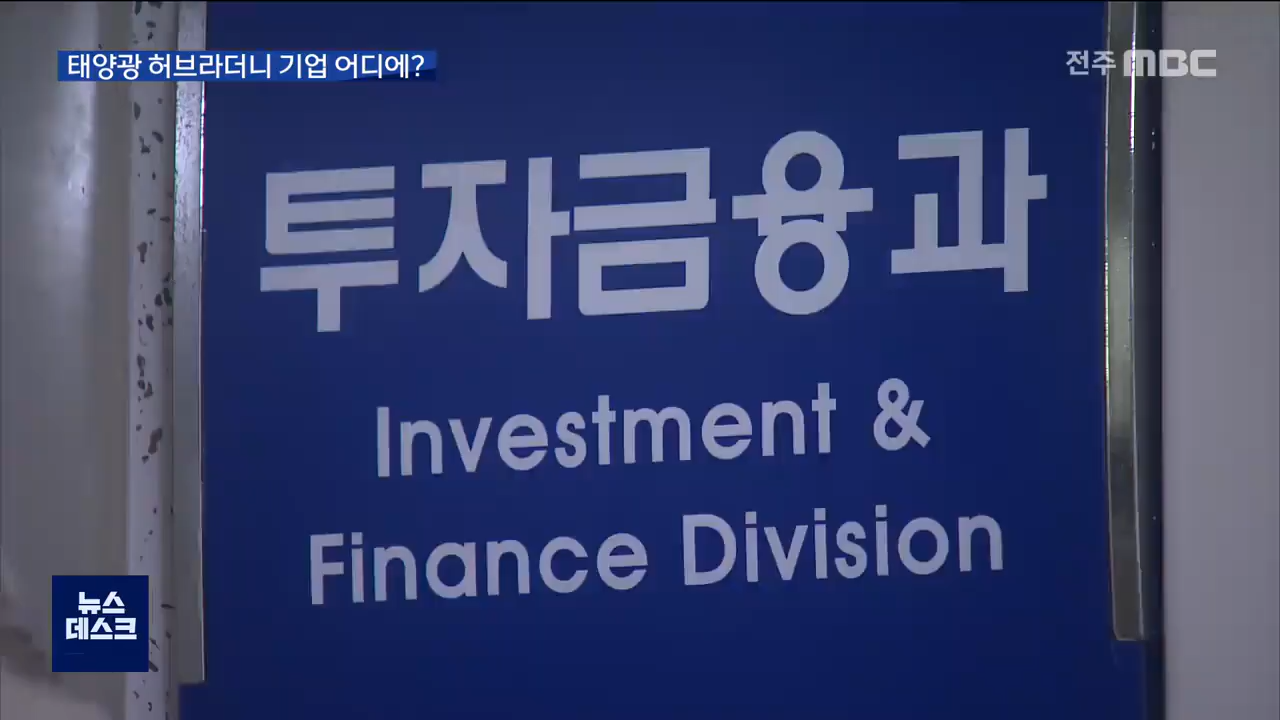 태양광 허브라더니 기업 어디에?
전주 MBC
투자금융과
Investment &
Finance Division
뉴스
데스크